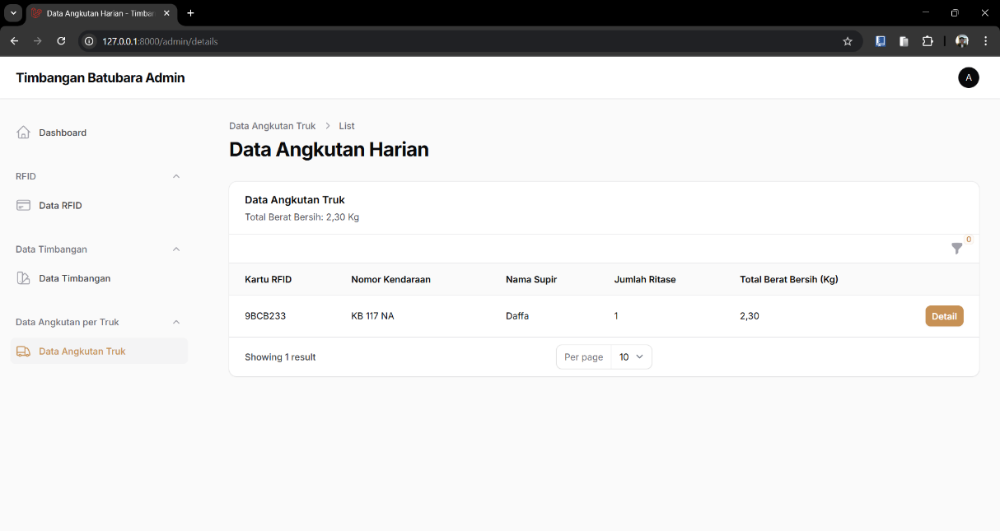 Data Angkutan Harian - Timban
127.0.0.1:8000/admin/details
Timbangan Batubara Admin
A
Dashboard
RFID
Data RFID
Data Timbangan
Data Timbangan
Data Angkutan per Truk
Data Angkutan Truk
Data Angkutan Truk > List
Data Angkutan Harian
Data Angkutan Truk
Total Berat Bersih: 2,30 Kg
0
Kartu RFID Nomor Kendaraan Nama Supir Jumlah Ritase Total Berat Bersih (Kg)
9BCB233 KB 117 NA Daffa 1 2,30 Detail
Showing 1 result Per page 10